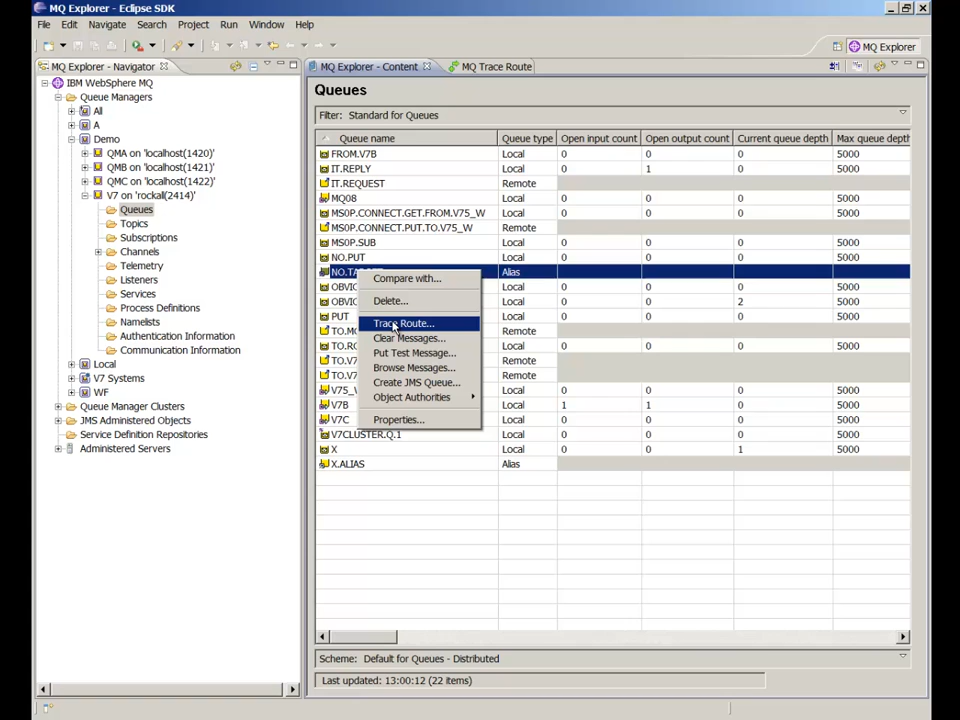 MQ Explorer - Eclipse SDK
File Edit Navigate Search Project Run Window Help
MQ Explorer
MQ Explorer - Navigator
IBM WebSphere MQ
Queue Managers
All
A
Demo
QMA on 'localhost(1420)'
QMB on 'localhost(1421)'
QMC on 'localhost(1422)'
V7 on 'rockall(2414)'
Queues
Topics
Subscriptions
Channels
Telemetry
Listeners
Services
Process Definitions
Namelists
Authentication Information
Communication Information
Local
V7 Systems
WF
Queue Manager Clusters
JMS Administered Objects
Service Definition Repositories
Administered Servers
MQ Explorer - Content MQ Trace Route
Queues
Filter: Standard for Queues
Queue name Queue type Open input count Open output count Current queue depth Max queue depth
FROM.V7B Local 0 0 0 5000
IT.REPLY Local 0 1 0 5000
IT.REQUEST Remote
MQ08 Local 0 0 0 5000
MS0P.CONNECT.GET.FROM.V75_W Local 0 0 0 5000
MS0P.CONNECT.PUT.TO.V75_W Remote
MS0P.SUB Local 0 0 0 5000
NO.PUT Local 0 0 0 5000
Alias
OBVIO Local 0 0 0 5000
OBVIO Local 0 0 2 5000
PUT Local 0 0 0 5000
TO.MQ Remote
TO.RO Local 0 0 0 5000
TO.V7 Remote
TO.V7 Remote
V75_W Local 0 0 0 5000
V7B Local 1 1 0 5000
V7C Local 0 0 0 5000
V7CLUSTER.Q.1 Local 0 0 0 5000
X Local 0 0 1 5000
X.ALIAS Alias
Compare with...
Delete...
Trace Route...
Clear Messages...
Put Test Message...
Browse Messages...
Create JMS Queue...
Object Authorities
Properties...
Scheme: Default for Queues - Distributed
Last updated: 13:00:12 (22 items)